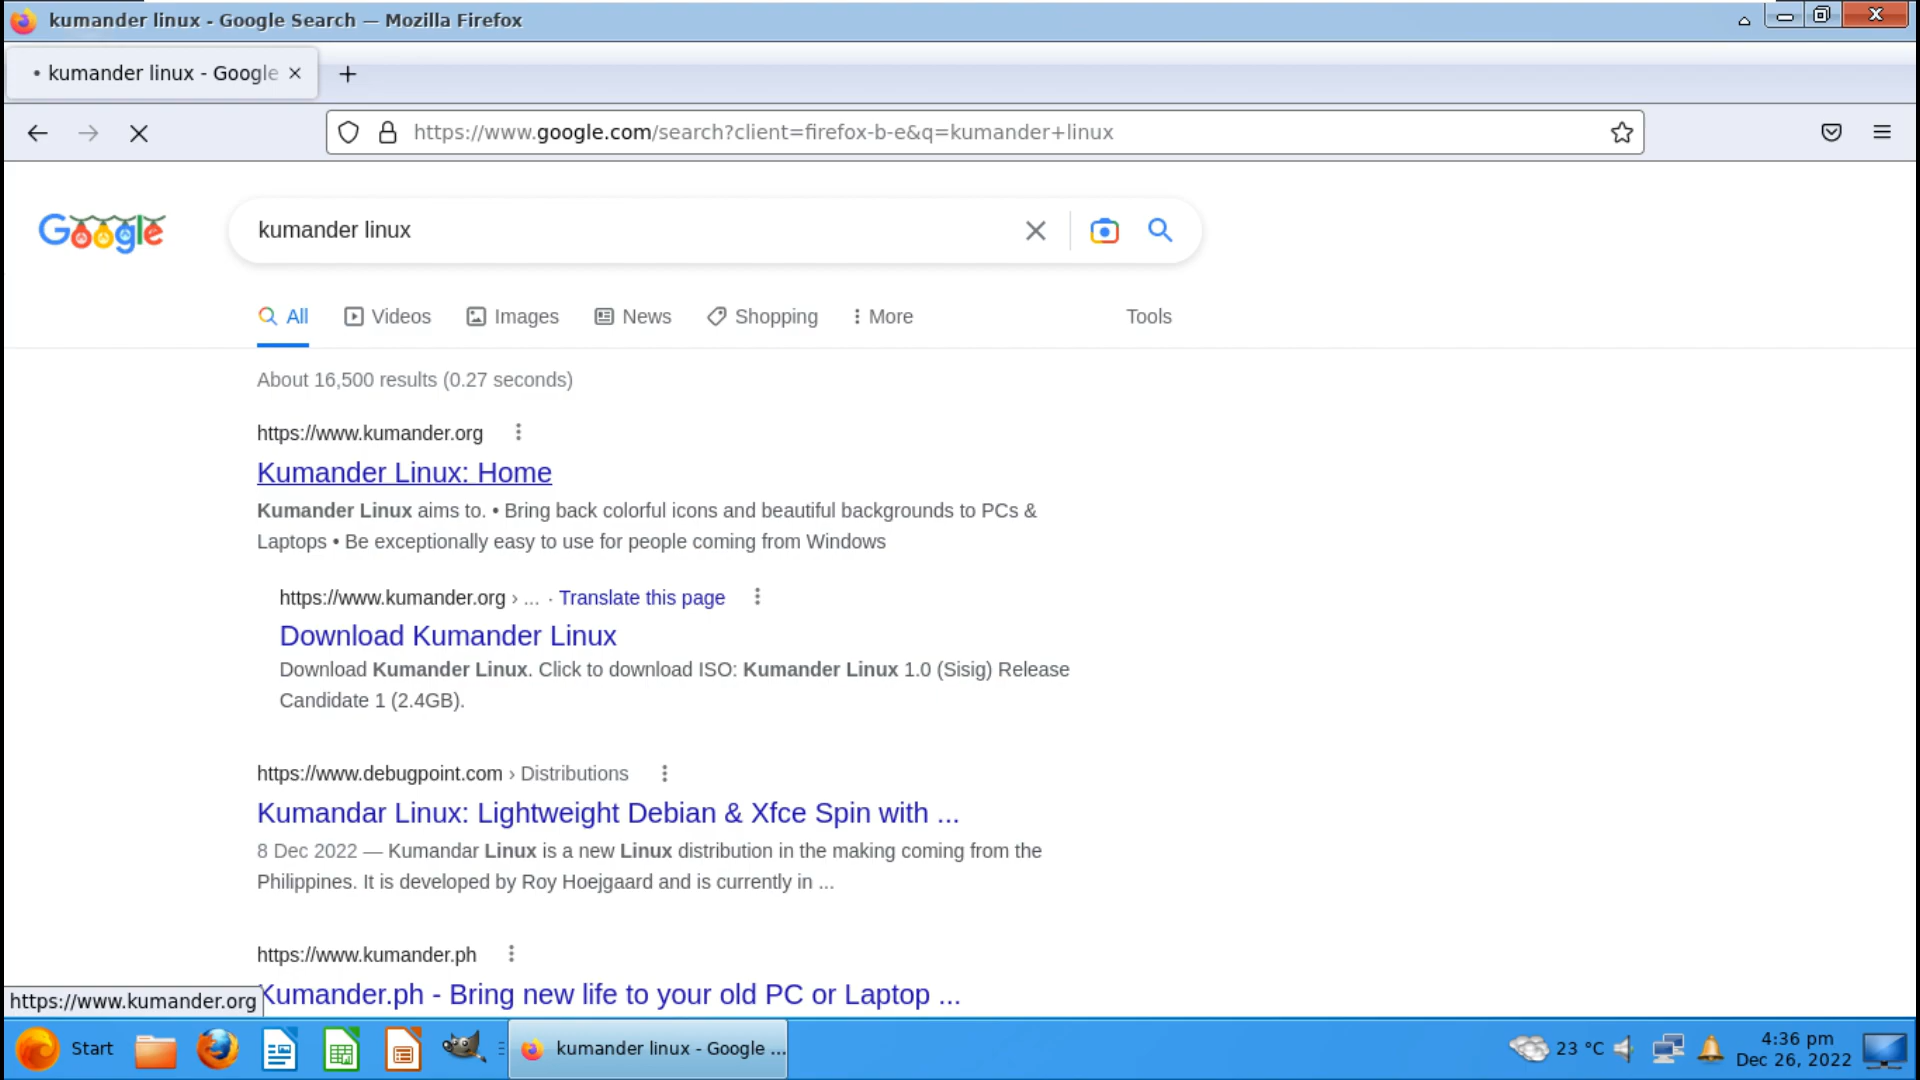 kumander linux - Google Search — Mozilla Firefox
• kumander linux - Google
https://www.google.com/search?client=firefox-b-e&q=kumander+linux
Google
kumander linux
All
Videos
Images
News
Shopping
More
Tools
About 16,500 results (0.27 seconds)
https://www.kumander.org
Kumander Linux: Home
Kumander Linux aims to. • Bring back colorful icons and beautiful backgrounds to PCs &
Laptops • Be exceptionally easy to use for people coming from Windows
https://www.kumander.org › ... · Translate this page
Download Kumander Linux
Download Kumander Linux. Click to download ISO: Kumander Linux 1.0 (Sisig) Release
Candidate 1 (2.4GB).
https://www.debugpoint.com › Distributions
Kumandar Linux: Lightweight Debian & Xfce Spin with ...
8 Dec 2022 — Kumandar Linux is a new Linux distribution in the making coming from the
Philippines. It is developed by Roy Hoejgaard and is currently in ...
https://www.kumander.ph
Kumander.ph - Bring new life to your old PC or Laptop ...
https://www.kumander.org
Start
kumander linux - Google ...
23 °C
4:36 pm
Dec 26, 2022